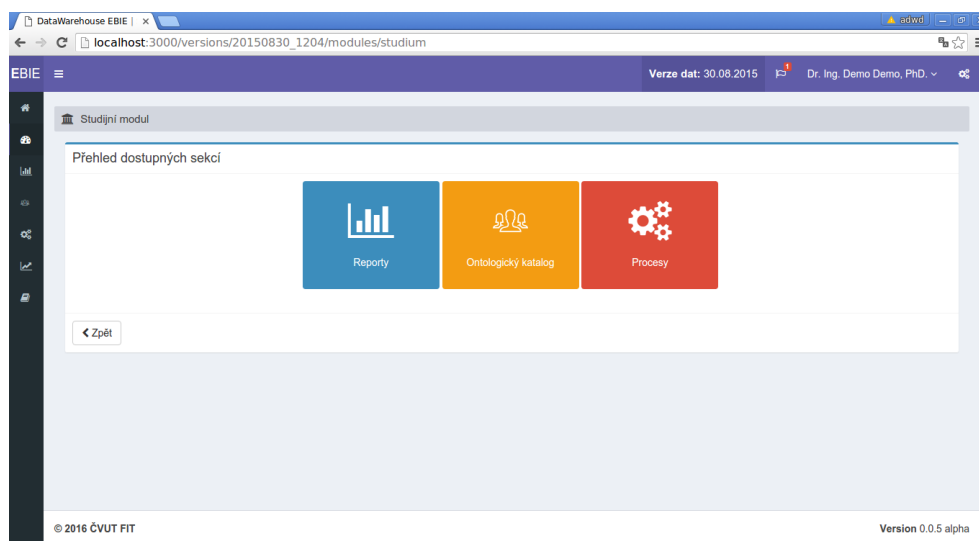 DataWarehouse EBIE |
adwd
localhost:3000/versions/20150830_1204/modules/studium
EBIE
Verze dat: 30.08.2015
1
Dr. Ing. Demo Demo, PhD.
Studijní modul
Přehled dostupných sekcí
Reporty
Ontologický katalog
Procesy
Zpět
© 2016 ČVUT FIT
Version 0.0.5 alpha